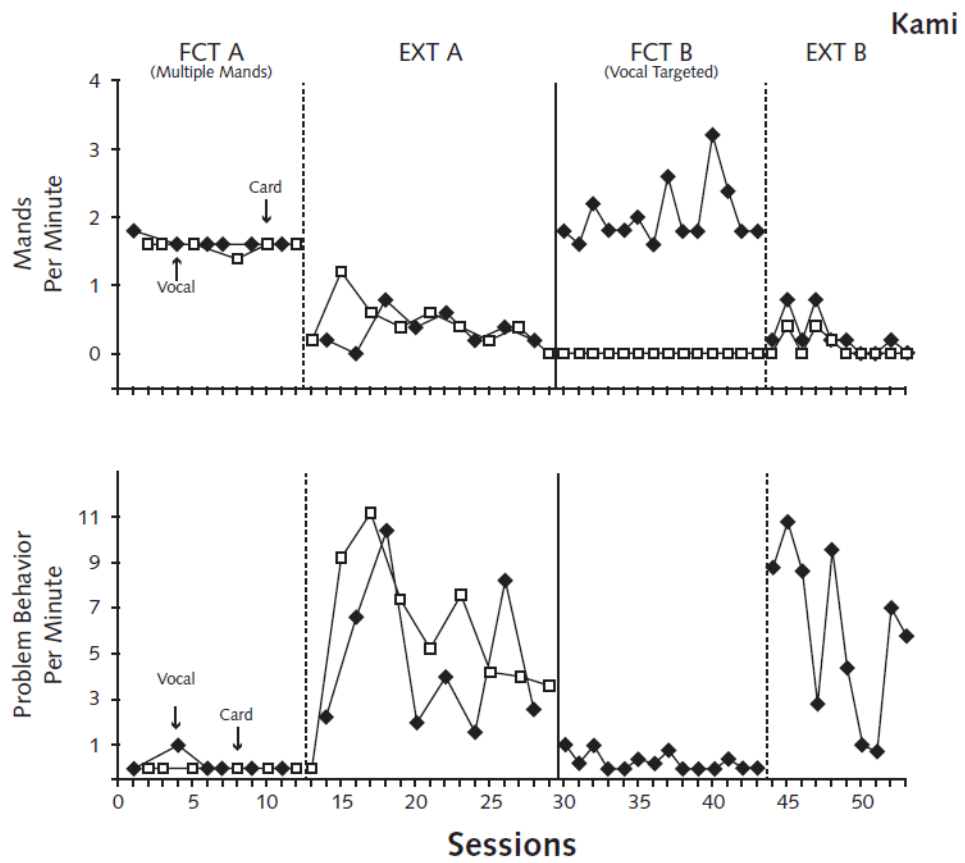 Kami
FCT A
(Multiple Mands)
EXT A
FCT B
(Vocal Targeted)
EXT B
Mands
Per Minute
4
3
2
1
0
Card
Vocal
Problem Behavior
Per Minute
11
9
7
5
3
1
Vocal
Card
0 5 10 15 20 25 30 35 40 45 50
Sessions